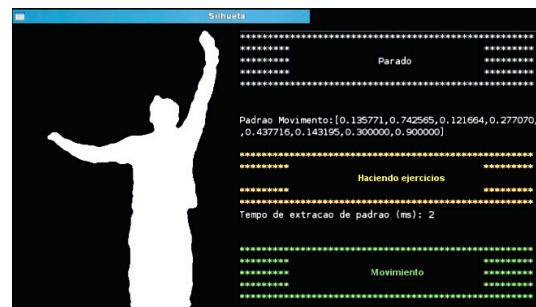 Silhueta
*****************************************************
********* *********
********* Parado *********
********* *********
*****************************************************
Padrao Movimento:[0.135771,0.742565,0.121664,0.277070,
,0.437716,0.143195,0.300000,0.900000]
*****************************************************
********* *********
Haciendo ejercicios
********* *********
*****************************************************
Tempo de extracao de padrao (ms): 2
*****************************************************
********* *********
********* Movimiento *********
********* *********
*****************************************************